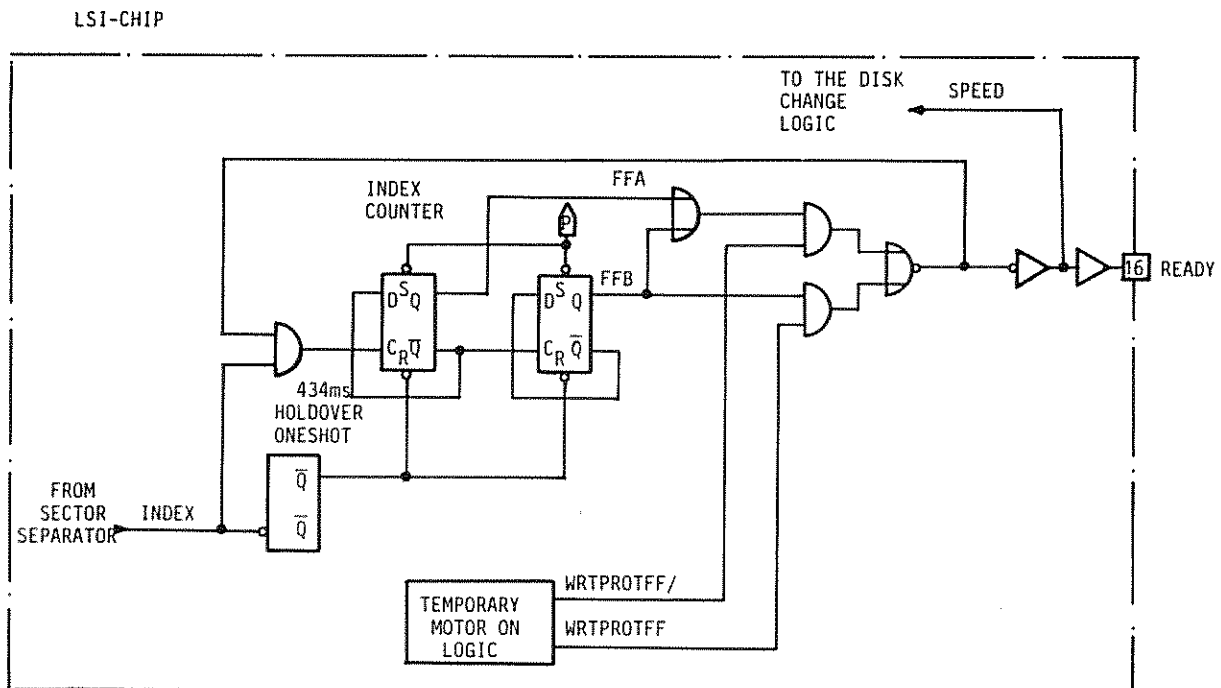 LSI-CHIP
TO THE DISK
CHANGE
LOGIC
SPEED
INDEX
COUNTER
FFA
P
D S Q
C R Q̅
D S Q
C R Q̅
FFB
16 READY
434ms
HOLDOVER
ONESHOT
Q̅
Q̅
FROM
SECTOR
SEPARATOR
INDEX
TEMPORARY
MOTOR ON
LOGIC
WRTPROTFF/
WRTPROTFF